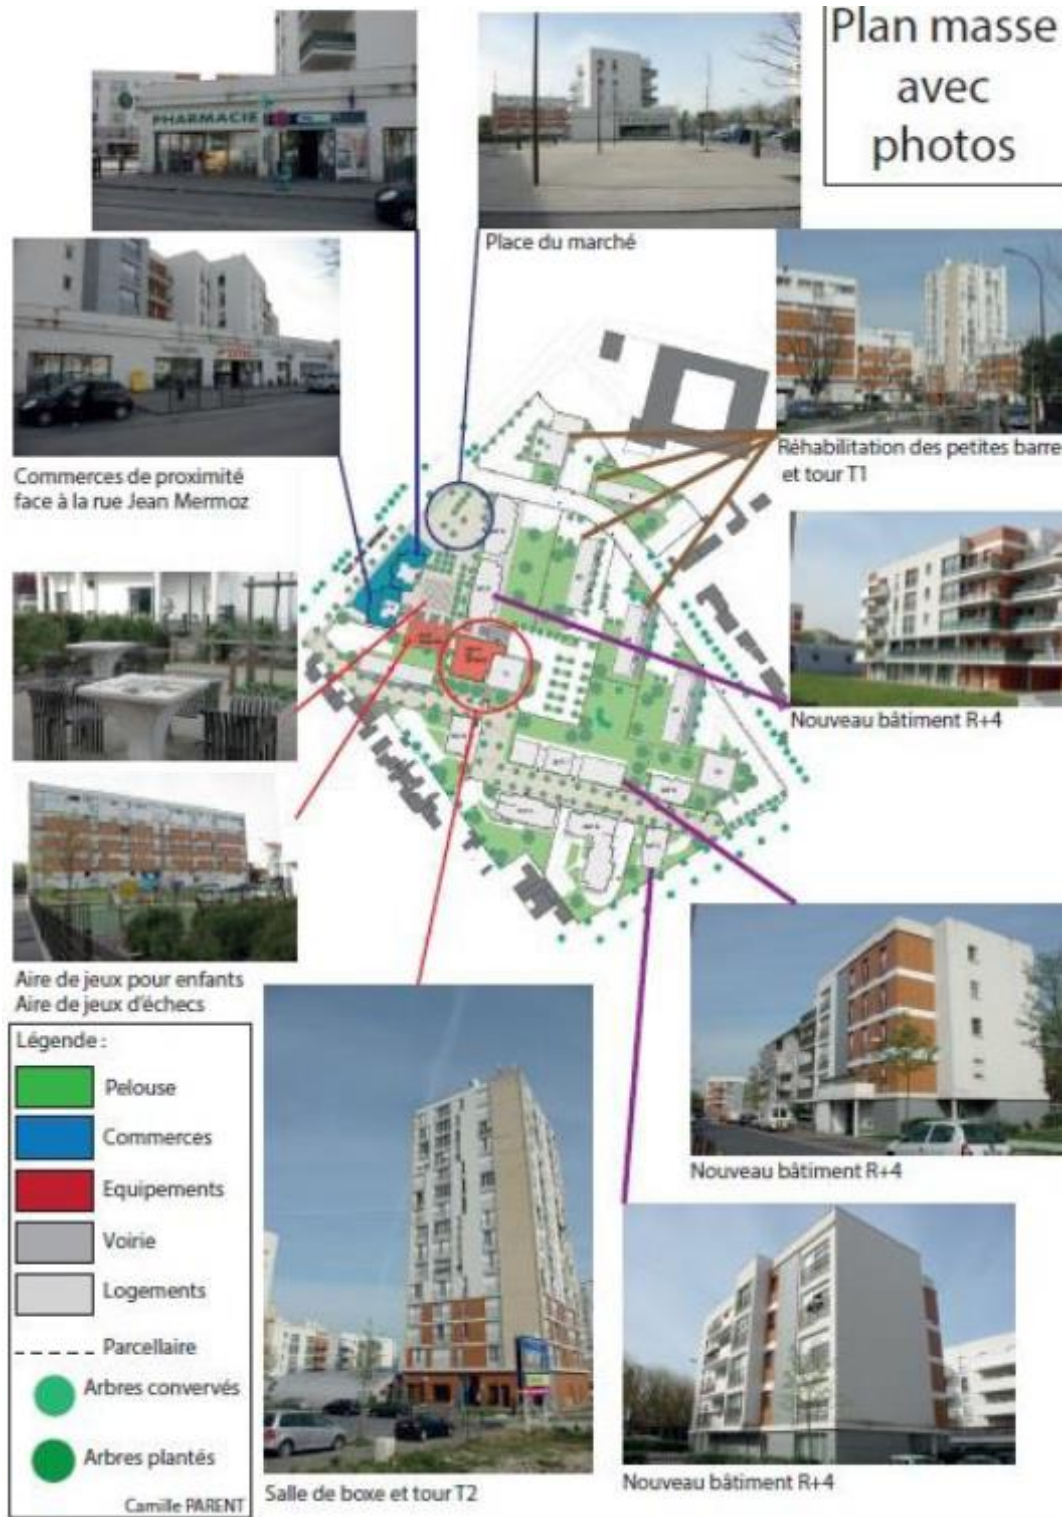 Plan masse
avec
photos
PHARMACIE
Place du marché
Commerces de proximité
face à la rue Jean Mermoz
Réhabilitation des petites barre
et tour T1
Nouveau bâtiment R+4
Aire de jeux pour enfants
Aire de jeux d'échecs
Nouveau bâtiment R+4
Légende :
Pelouse
Commerces
Equipements
Voirie
Logements
Parcellaire
Arbres convervés
Arbres plantés
Camille PARENT
Salle de boxe et tour T2
Nouveau bâtiment R+4